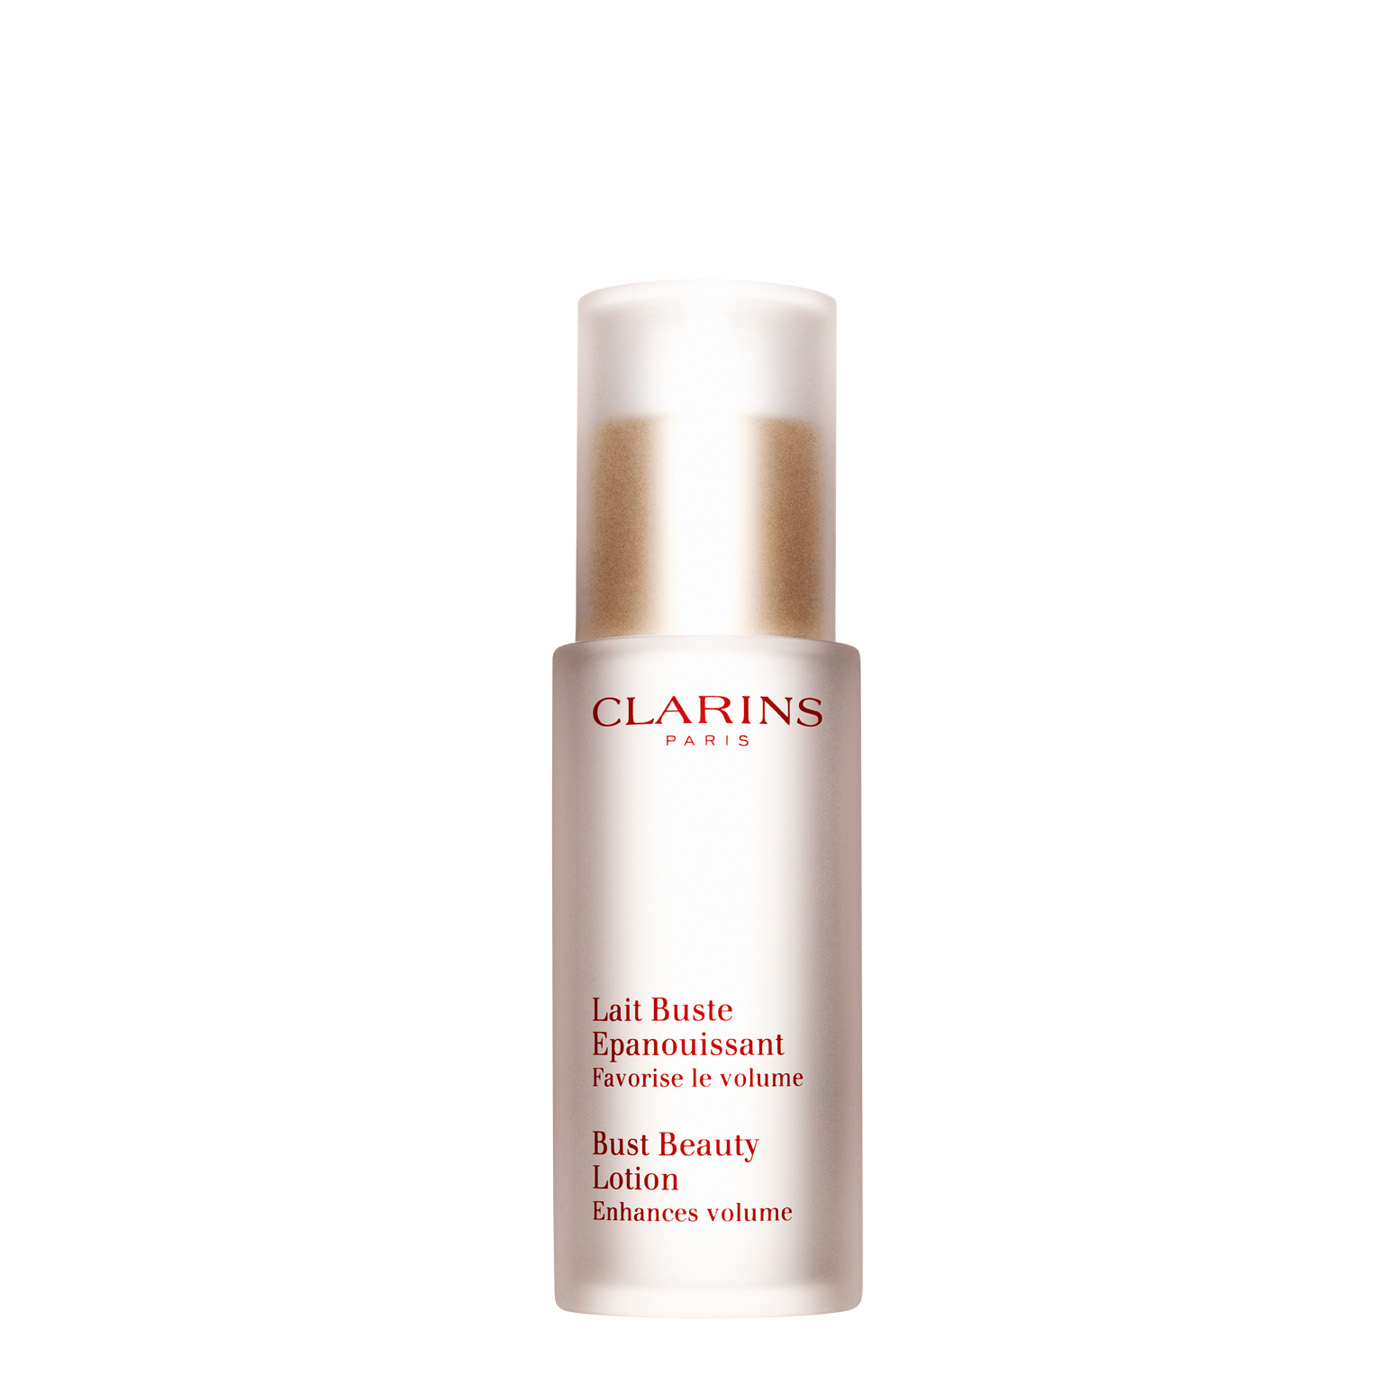 CLARINS
PARIS
Lait Buste
Epanouissant
Favorise le volume
Bust Beauty
Lotion
Enhances volume